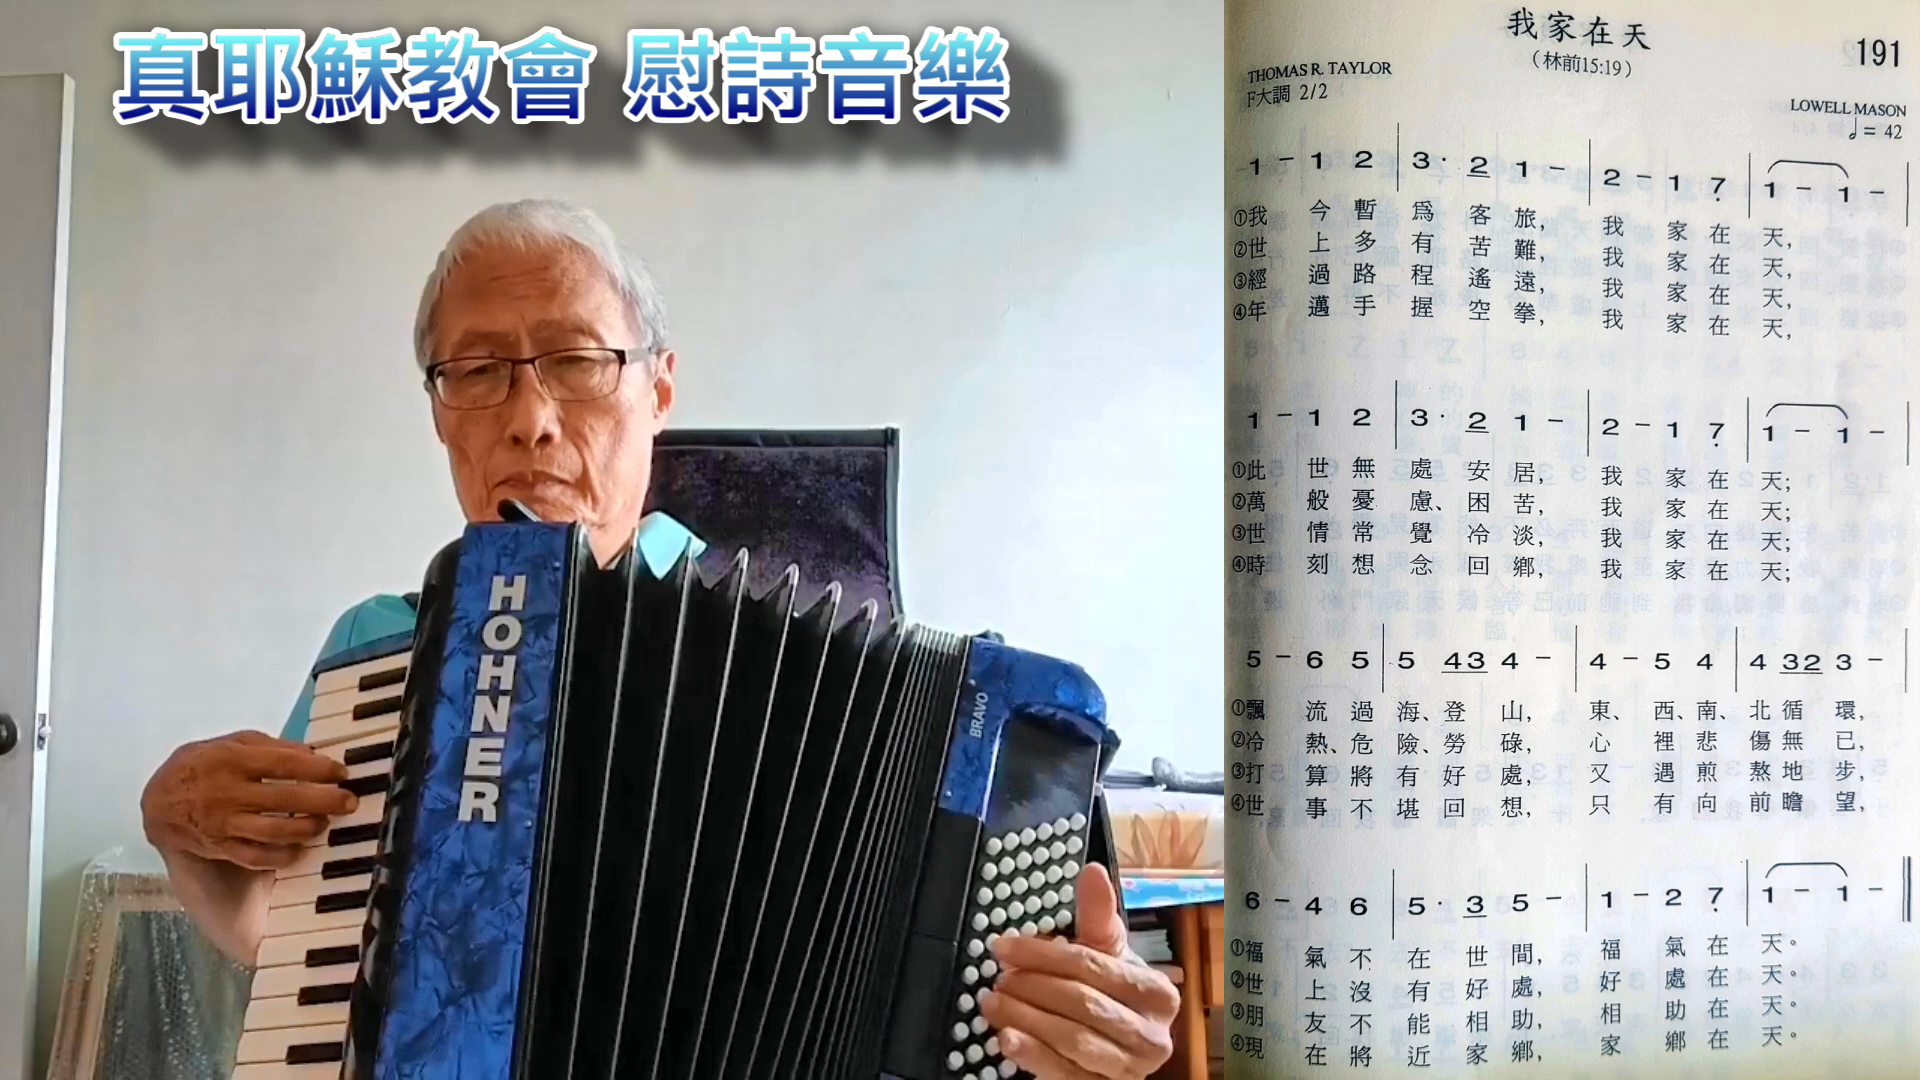 真耶穌教會 慰詩音樂
HOHNER
BRAVO
我家在天
(林前15:19)
191
THOMAS R. TAYLOR
F大調 2/2
LOWELL MASON
𝅗𝅥 = 42
1 - 1 2 | 3· 2 1 - | 2 - 1 7 | 1 - 1 - |
①我今暫爲客旅,我家在天,
②世上多有苦難,我家在天,
③經過路程遙遠,我家在天,
④年邁手握空拳,我家在天,
1 - 1 2 | 3· 2 1 - | 2 - 1 7 | 1 - 1 - |
①此世無處安居,我家在天;
②萬般憂慮、困苦,我家在天;
③世情常覺冷淡,我家在天;
④時刻想念回鄉,我家在天;
5 - 6 5 | 5 43 4 - | 4 - 5 4 | 4 32 3 - |
①飄流過海、登山,東、西、南、北循環,
②冷熱、危險、勞碌,心裡悲傷無已,
③打算將有好處,又遇煎熬地步,
④世事不堪回想,只有向前瞻望,
6 - 4 6 | 5· 3 5 - | 1 - 2 7 | 1 - 1 - ‖
①福氣不在世間,福氣在天。
②世上沒有好處,好處在天。
③朋友不能相助,相助在天。
④現在將近家鄉,家鄉在天。